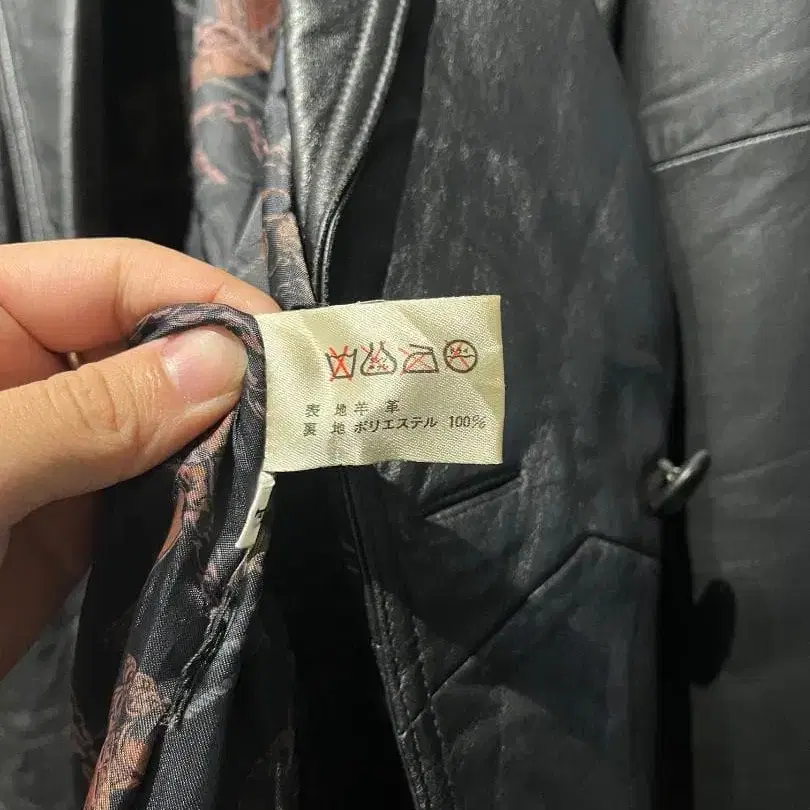 表地 羊革
裏地 ポリエステル 100%